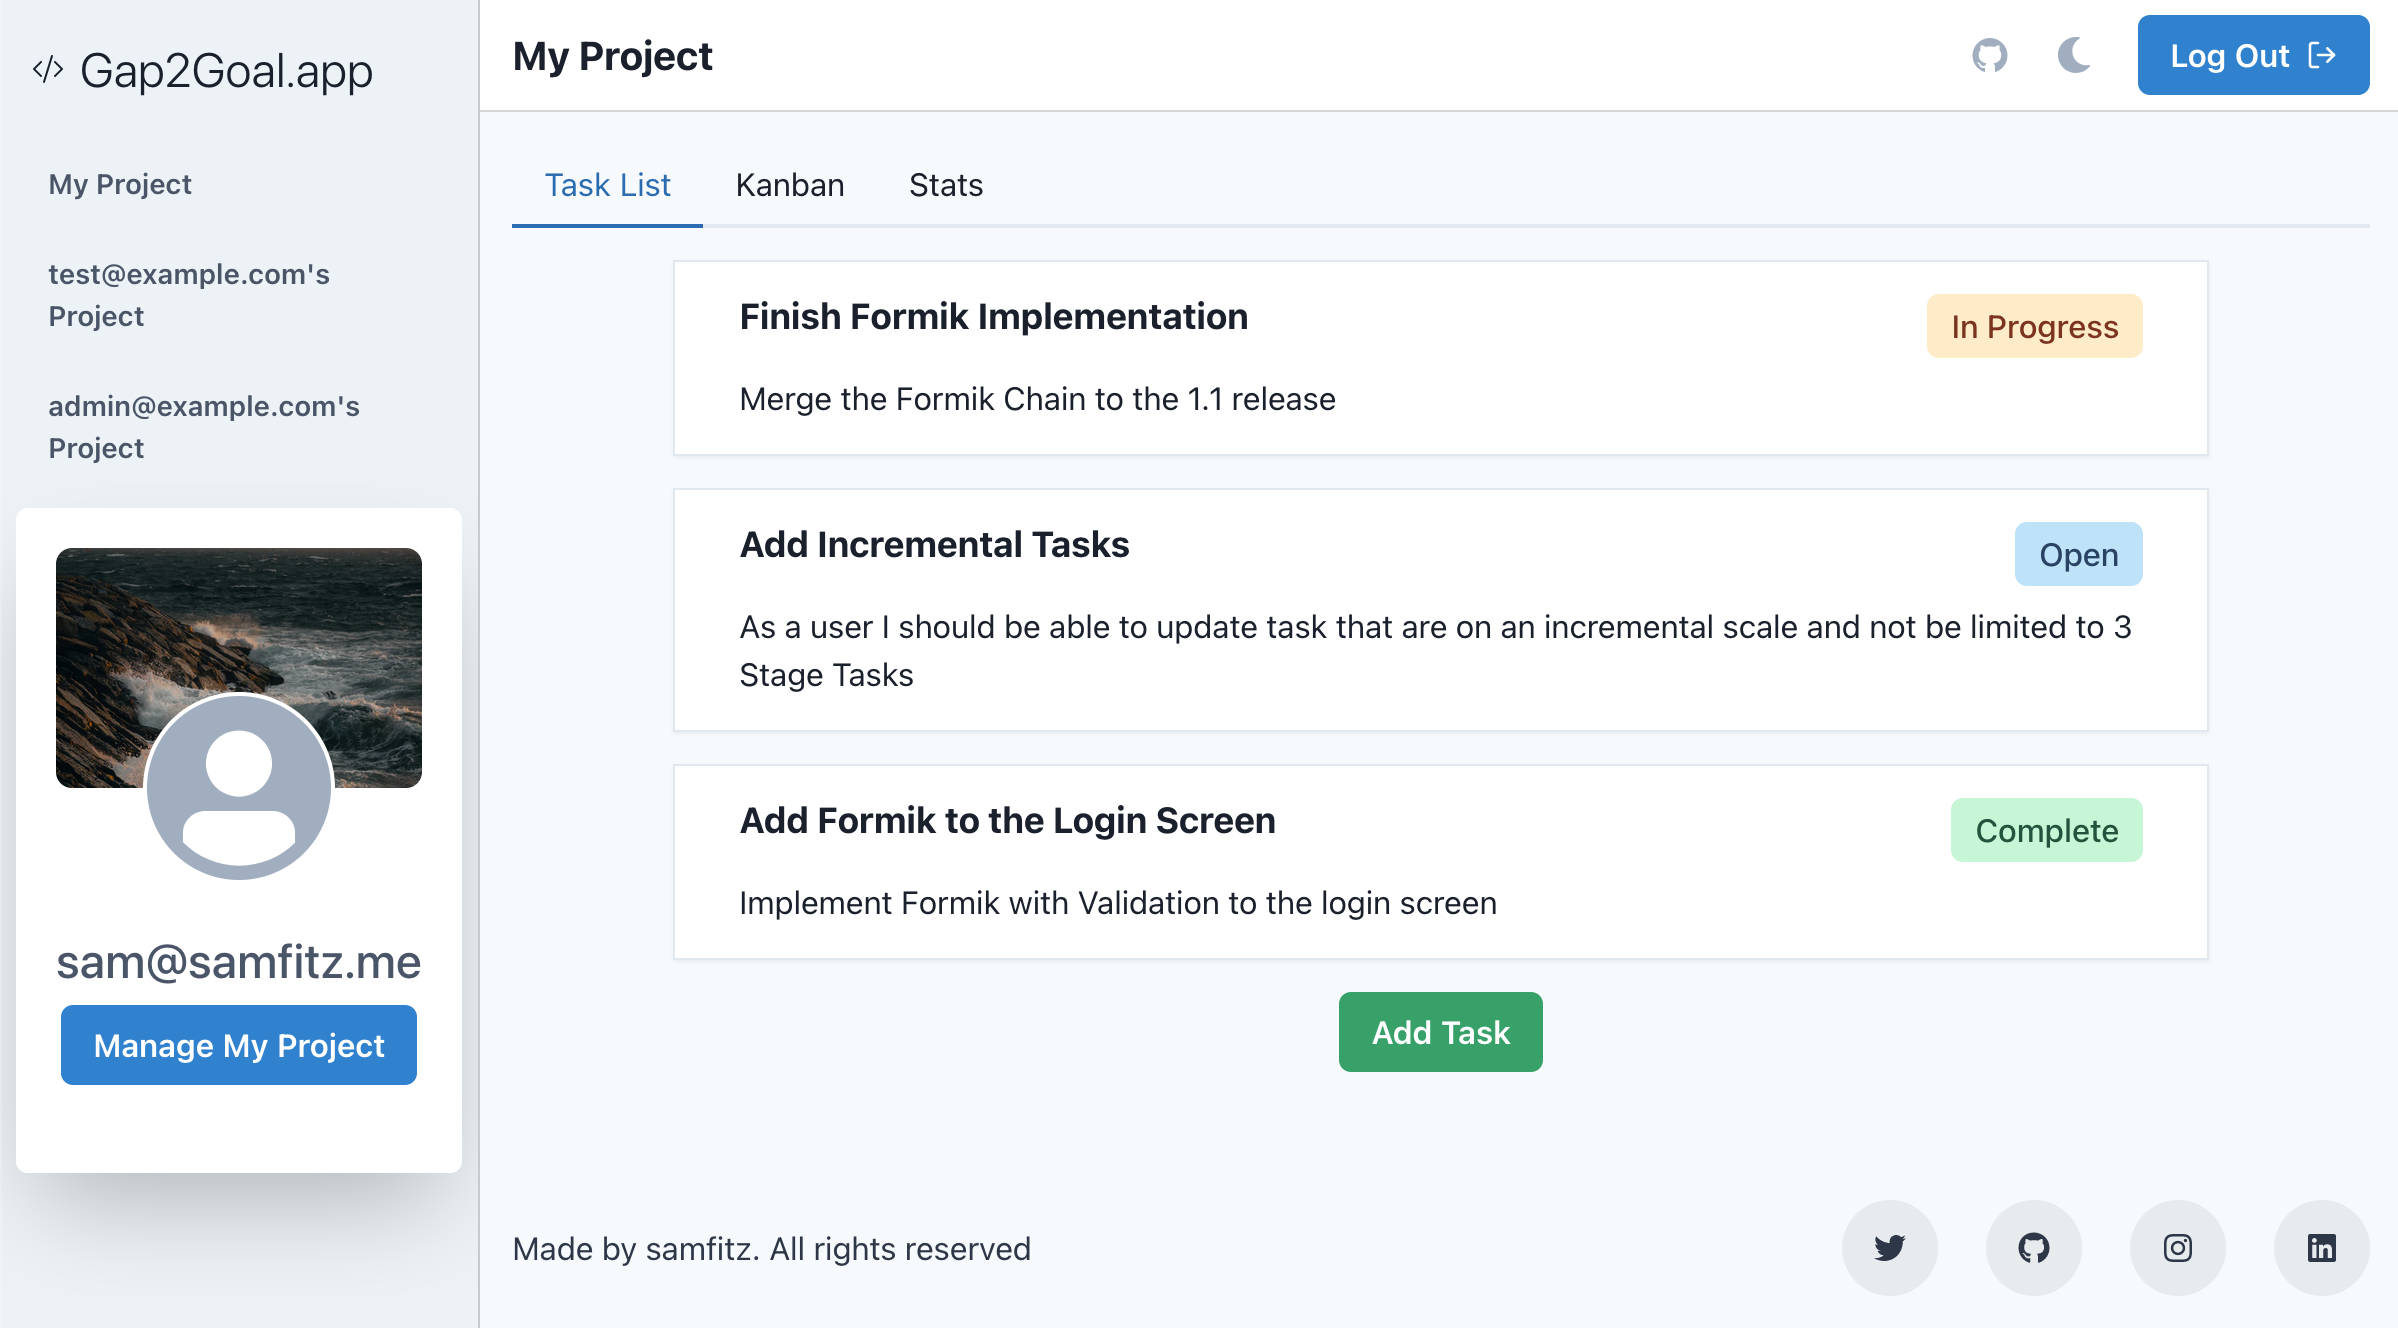 </> Gap2Goal.app
My Project
test@example.com's
Project
admin@example.com's
Project
sam@samfitz.me
Manage My Project
My Project
Log Out
Task List
Kanban
Stats
Finish Formik Implementation
In Progress
Merge the Formik Chain to the 1.1 release
Add Incremental Tasks
Open
As a user I should be able to update task that are on an incremental scale and not be limited to 3
Stage Tasks
Add Formik to the Login Screen
Complete
Implement Formik with Validation to the login screen
Add Task
Made by samfitz. All rights reserved